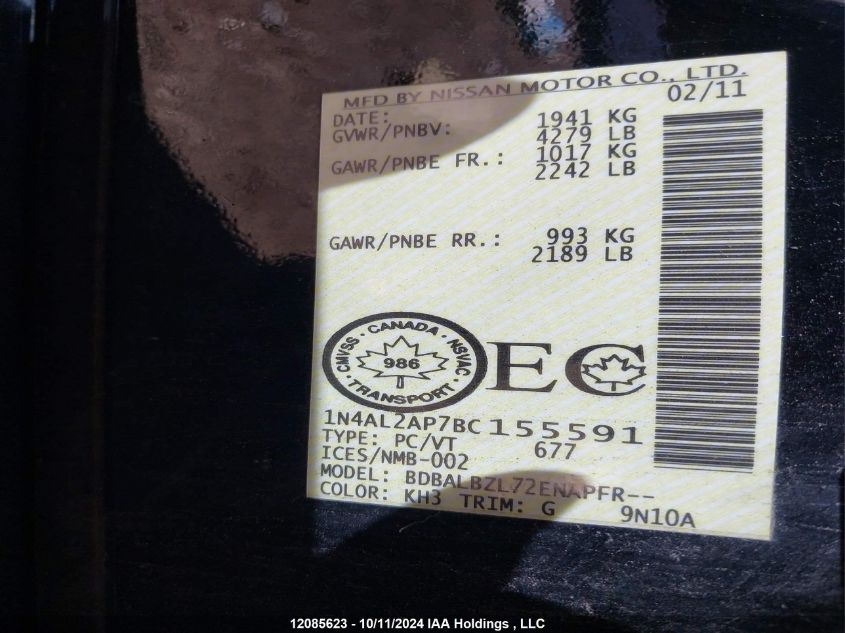 MFD BY NISSAN MOTOR CO., LTD.
DATE: 02/11
GVWR/PNBV: 1941 KG
4279 LB
GAWR/PNBE FR.: 1017 KG
2242 LB
GAWR/PNBE RR.: 993 KG
2189 LB
CANADA · NSVAC · TRANSPORT · CMVSS ·
986
EC
1N4AL2AP7BC155591
TYPE: PC/VT 677
ICES/NMB-002
MODEL: BDBALBZL72ENAPFR--
COLOR: KH3 TRIM: G 9N10A
12085623 - 10/11/2024 IAA Holdings , LLC